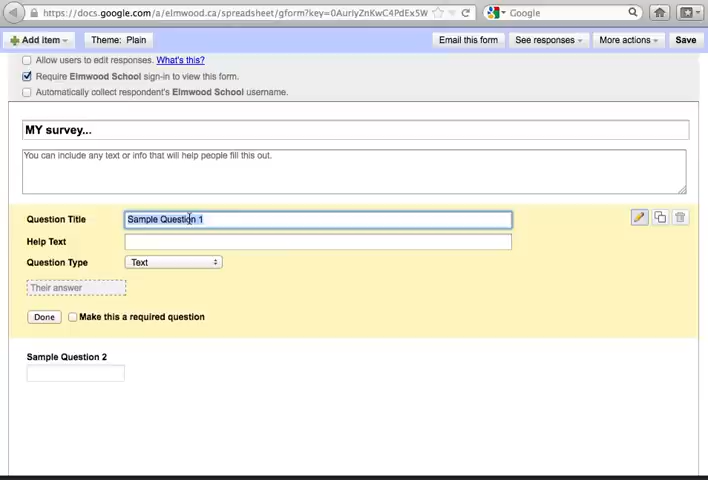 https://docs.google.com/a/elmwood.ca/spreadsheet/gform?key=0AurIyZnKwC4PdEx5W
Google
Add item
Theme: Plain
Email this form
See responses
More actions
Save
Allow users to edit responses. What's this?
Require Elmwood School sign-in to view this form.
Automatically collect respondent's Elmwood School username.
MY survey...
You can include any text or info that will help people fill this out.
Question Title
Sample Question 1
Help Text
Question Type
Text
Their answer
Done
Make this a required question
Sample Question 2